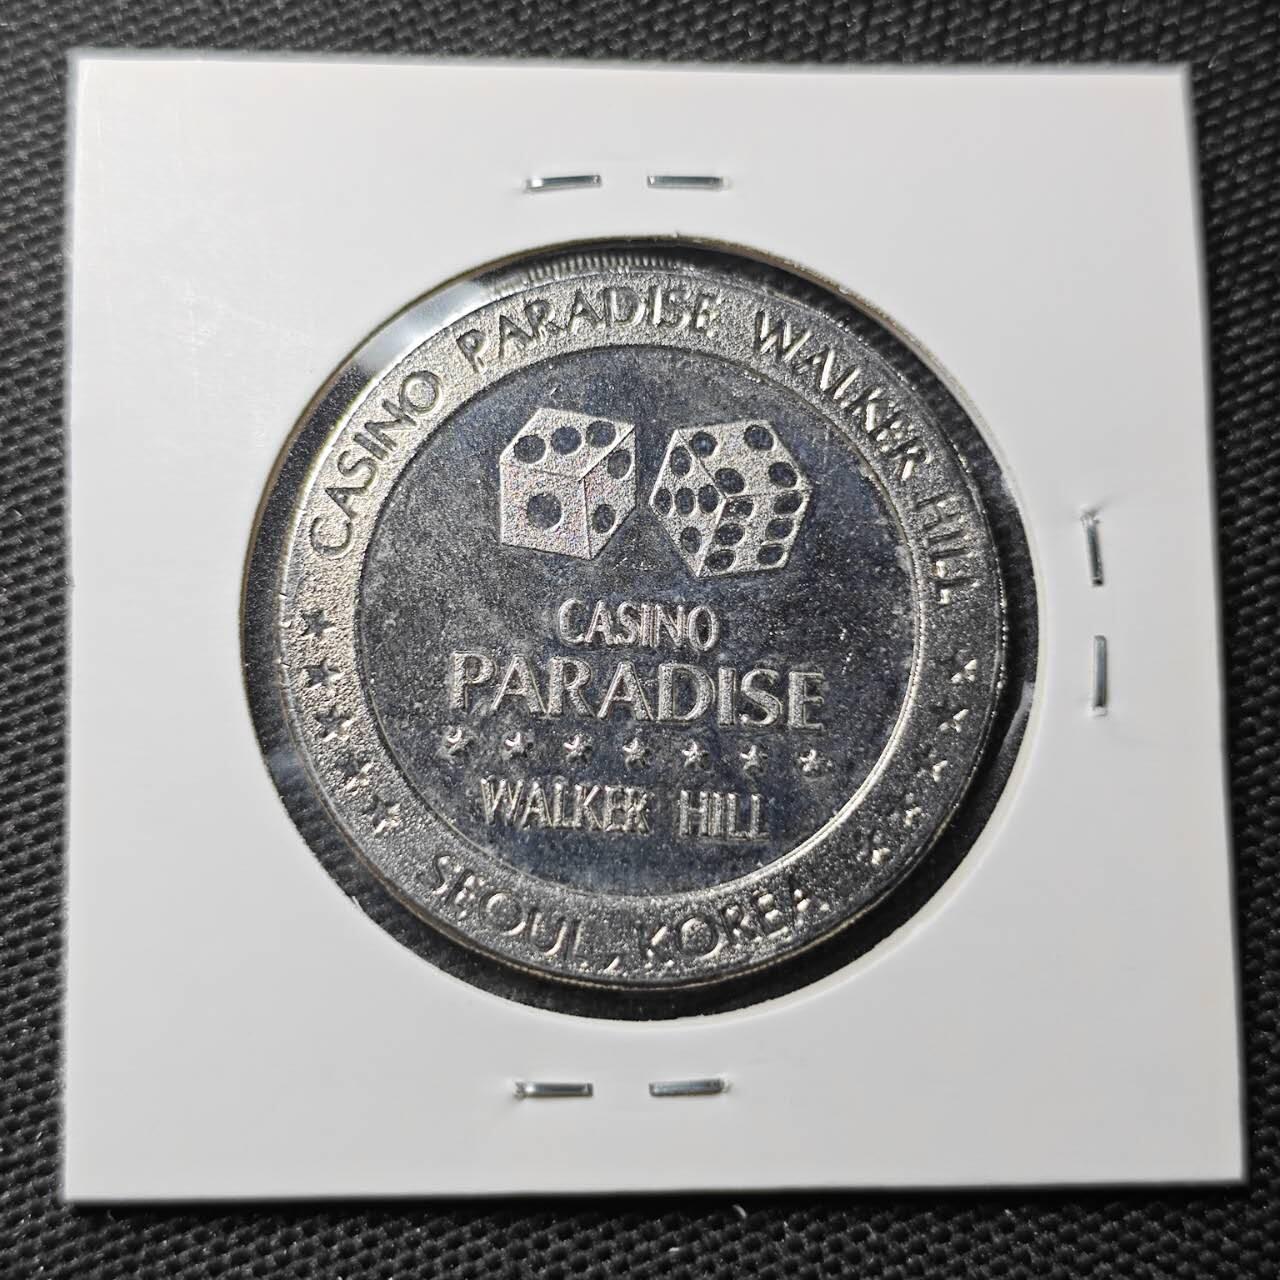 CASINO PARADISE WALKER HILL
CASINO
PARADISE
WALKER HILL
SEOUL, KOREA